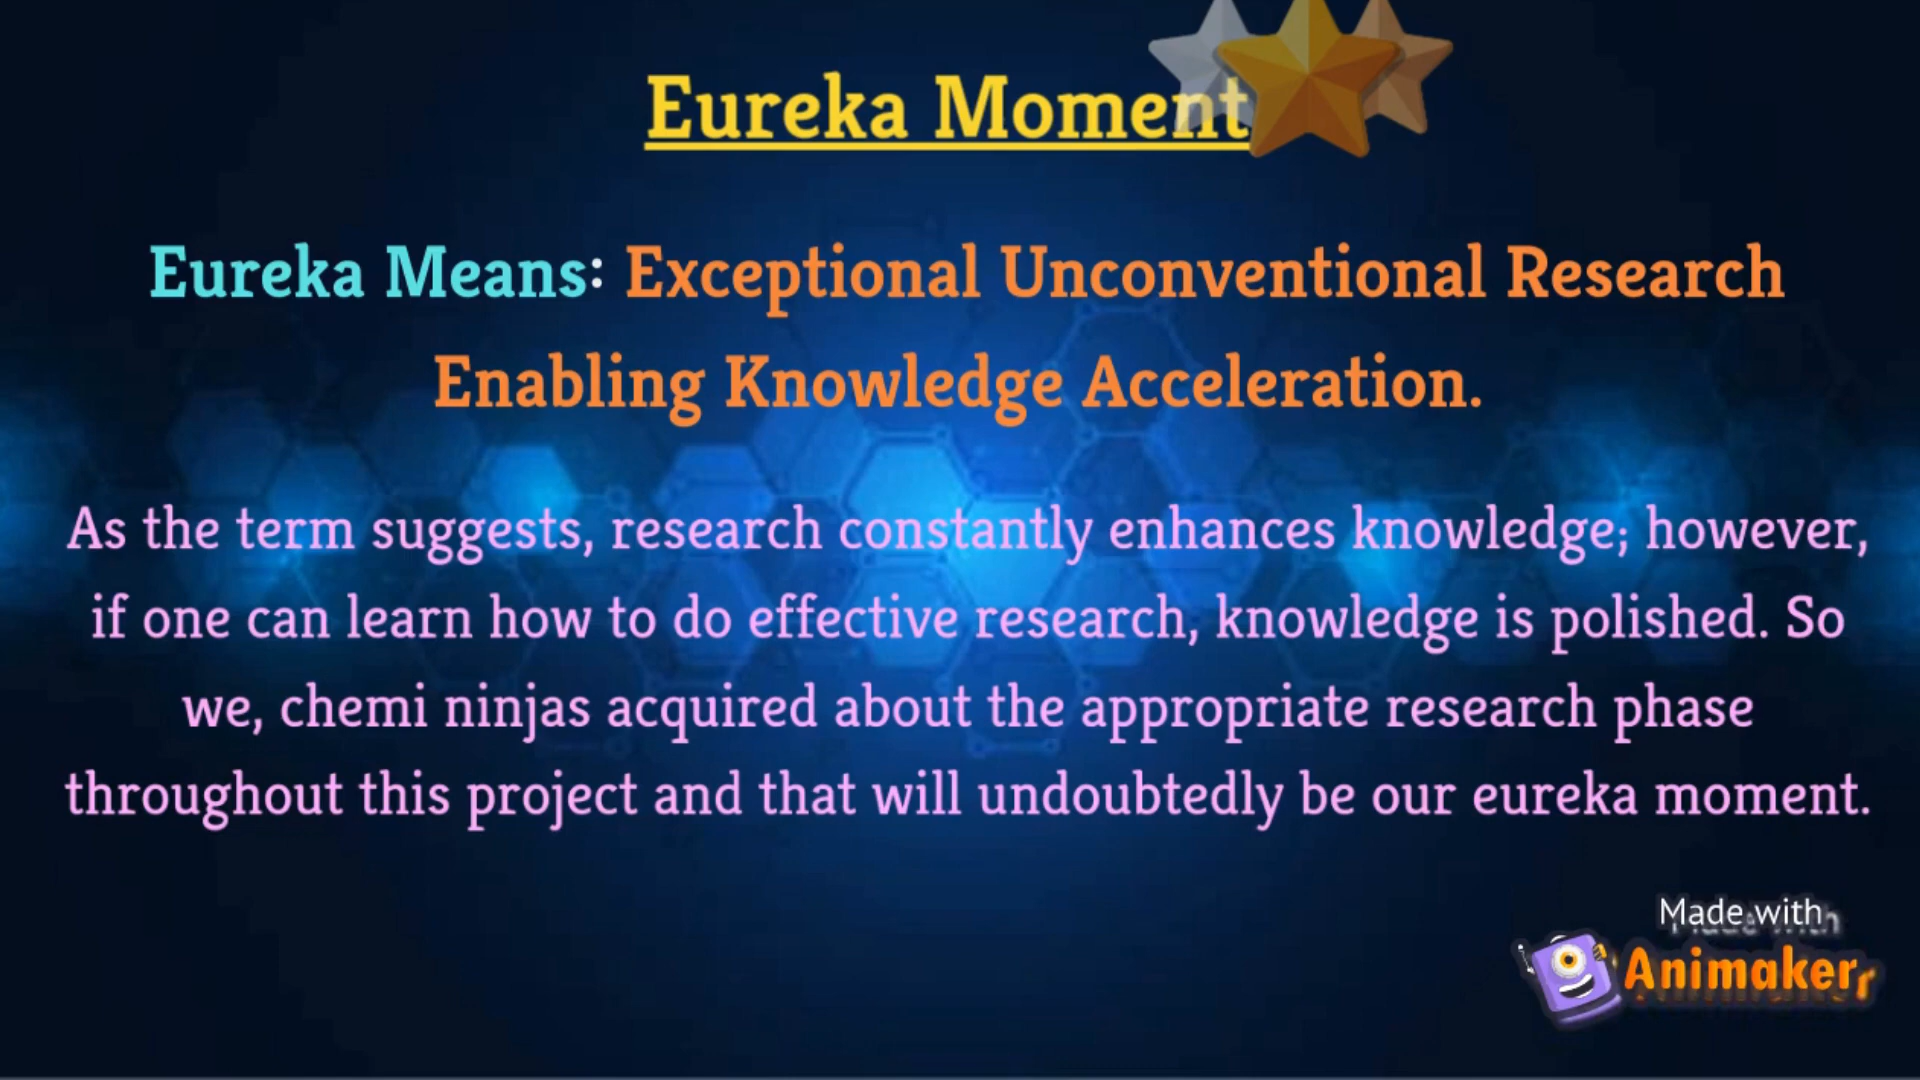 Eureka Moment
Eureka Means: Exceptional Unconventional Research
Enabling Knowledge Acceleration.
As the term suggests, research constantly enhances knowledge; however,
if one can learn how to do effective research, knowledge is polished. So
we, chemi ninjas acquired about the appropriate research phase
throughout this project and that will undoubtedly be our eureka moment.
Made with
Animaker